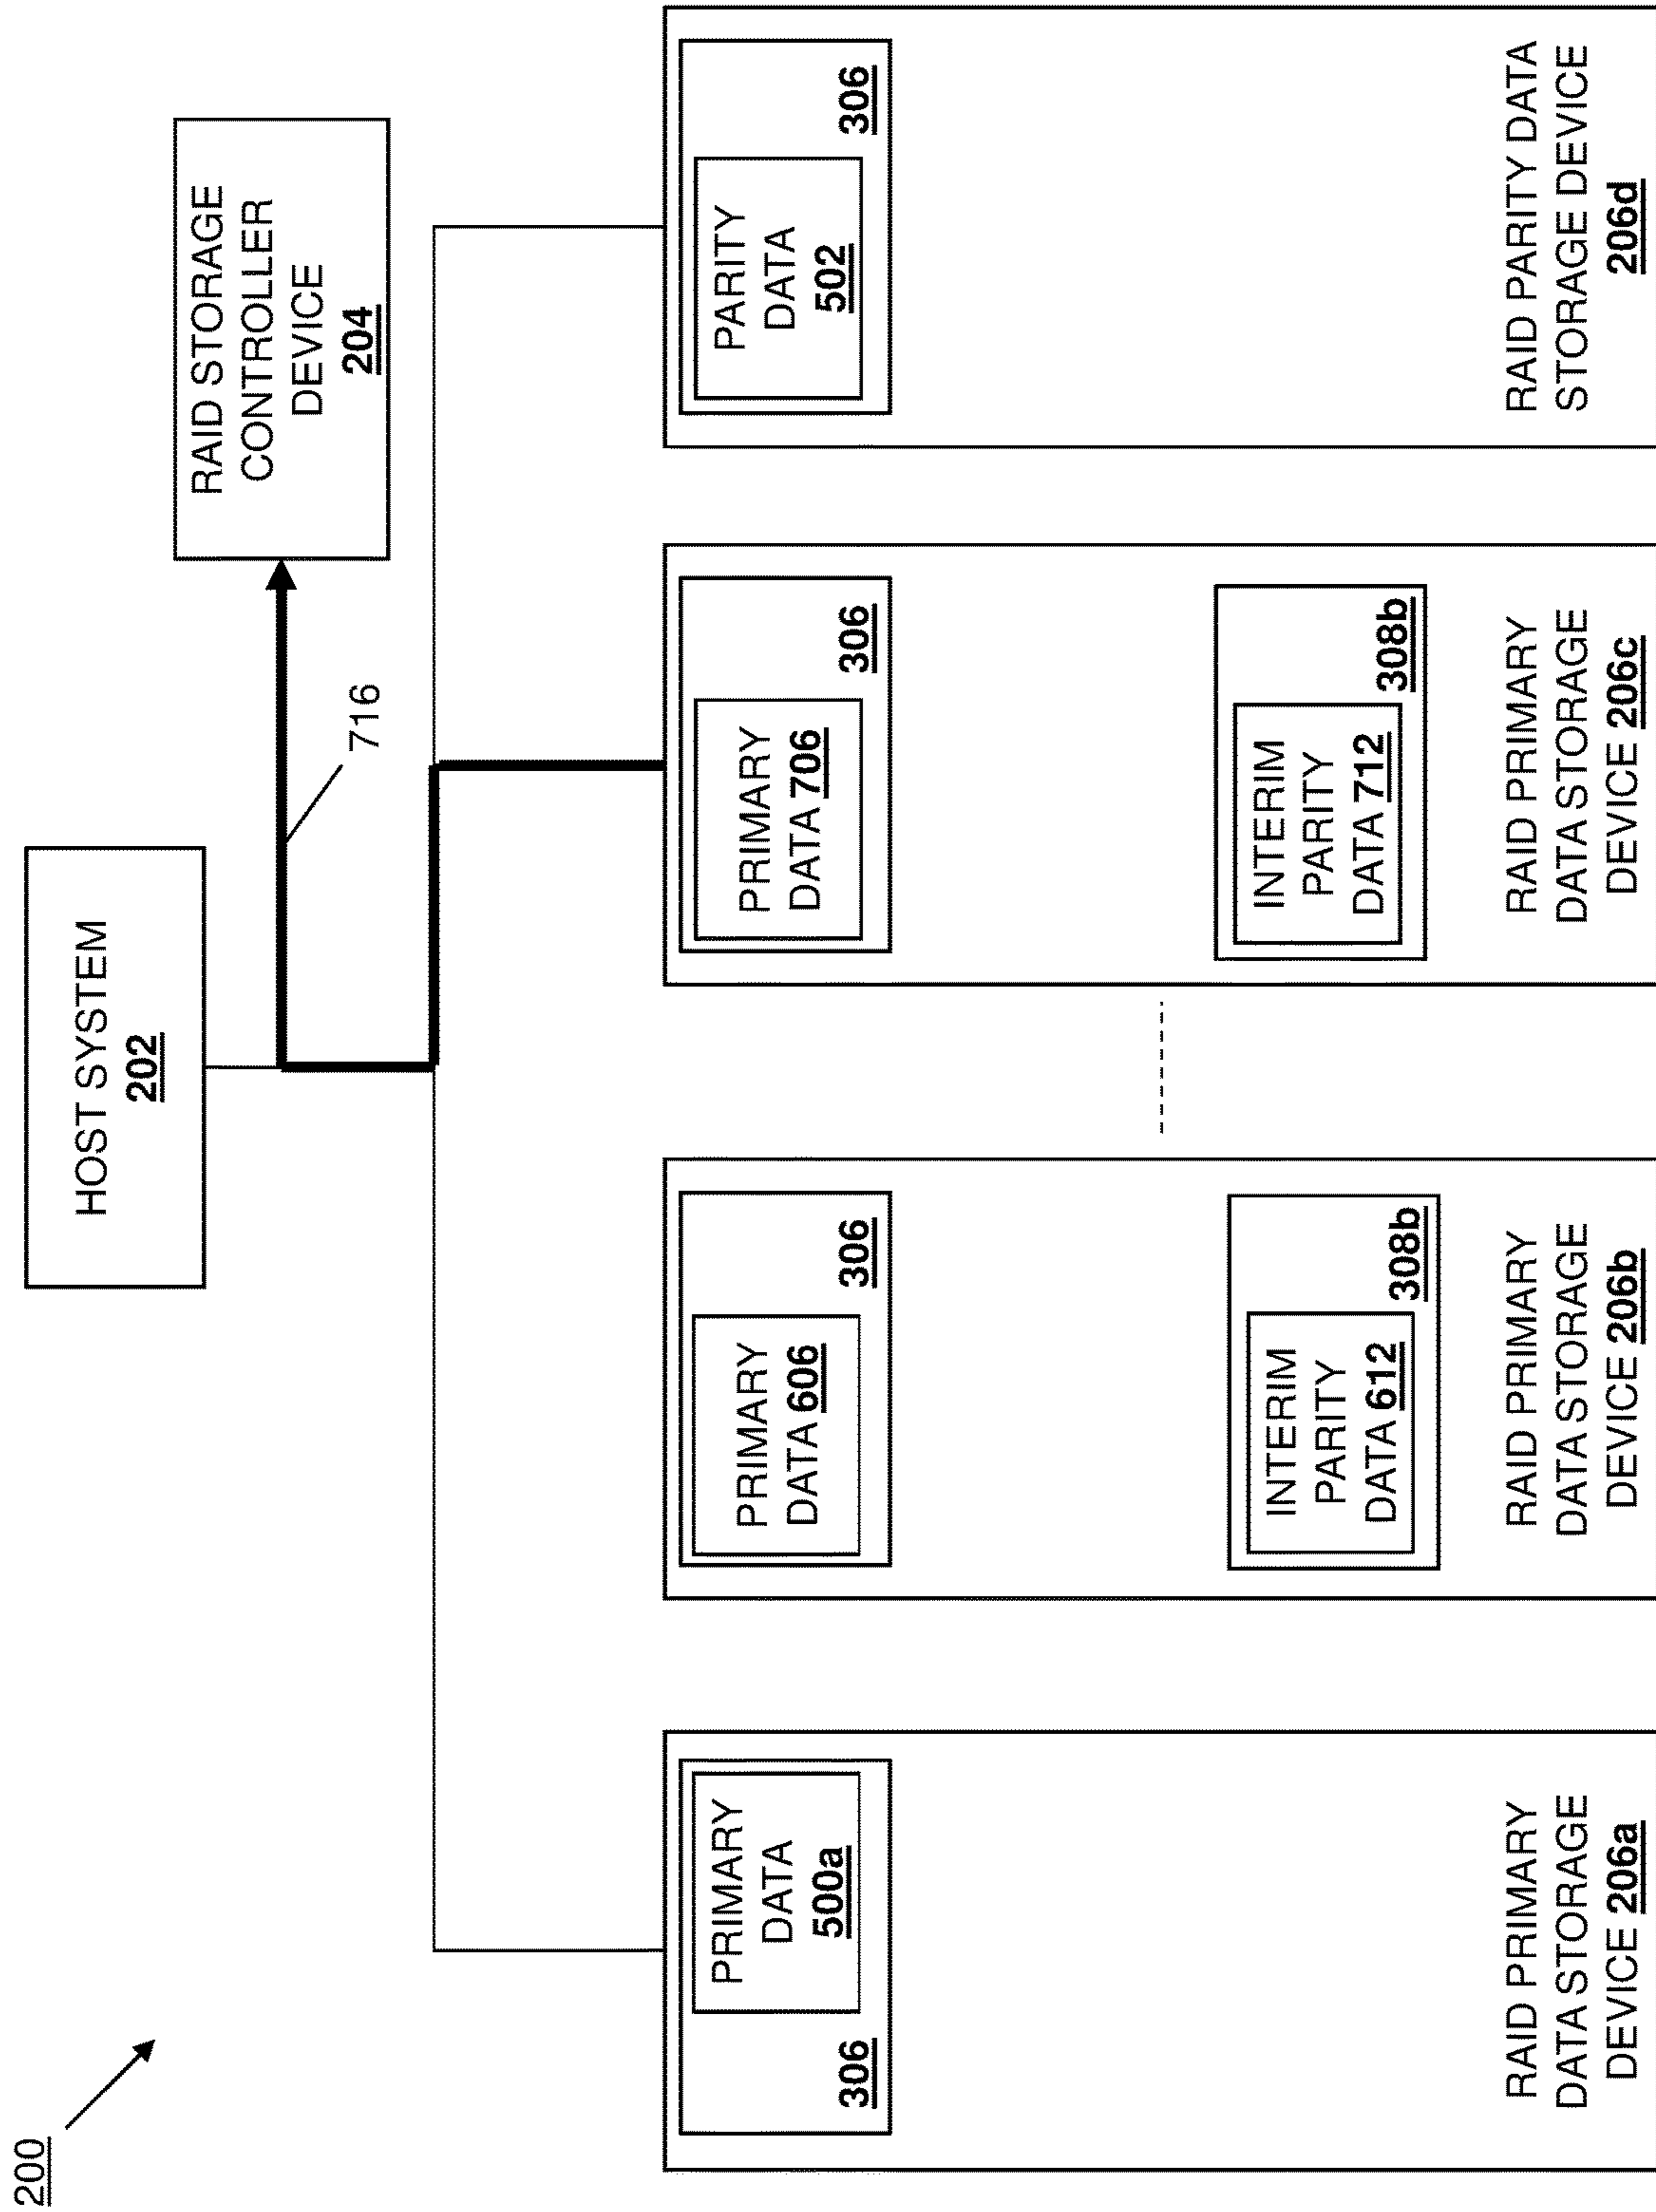 200
HOST SYSTEM
202
RAID STORAGE
CONTROLLER
DEVICE
204
716
PRIMARY
DATA
500a
306
RAID PRIMARY
DATA STORAGE
DEVICE 206a
PRIMARY
DATA 606
306
INTERIM
PARITY
DATA 612
308b
RAID PRIMARY
DATA STORAGE
DEVICE 206b
PRIMARY
DATA 706
306
INTERIM
PARITY
DATA 712
308b
RAID PRIMARY
DATA STORAGE
DEVICE 206c
PARITY
DATA
502
306
RAID PARITY DATA
STORAGE DEVICE
206d